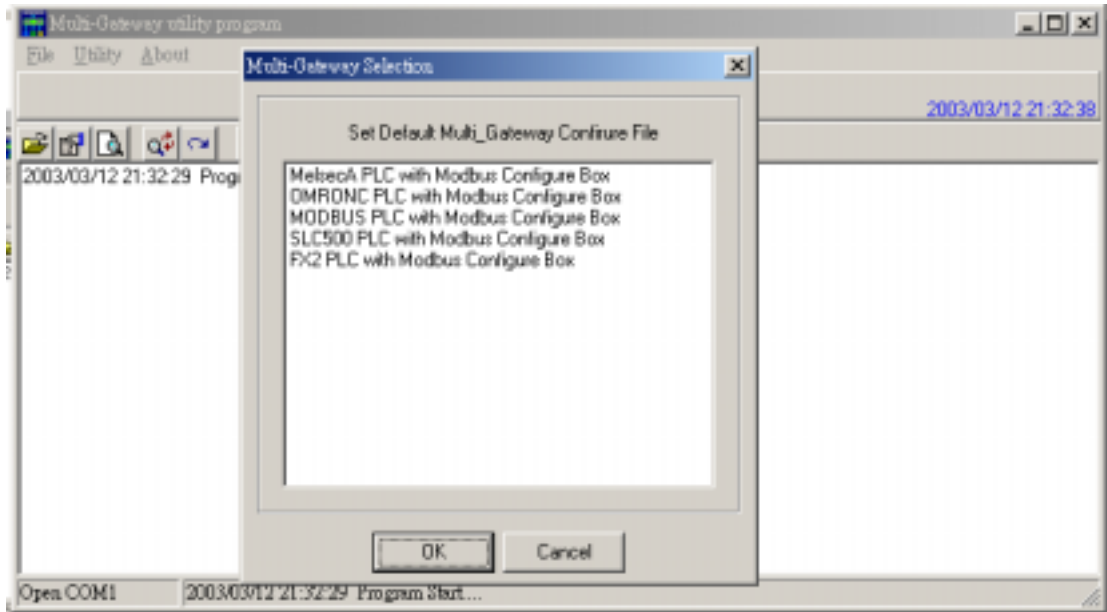 Multi-Gateway utility program
File Utility About
Multi-Gateway Selection
2003/03/12 21:32:38
Set Default Multi_Gateway Confirure File
2003/03/12 21:32:29 Progr
MelsecA PLC with Modbus Configure Box
OMRONC PLC with Modbus Configure Box
MODBUS PLC with Modbus Configure Box
SLC500 PLC with Modbus Configure Box
FX2 PLC with Modbus Configure Box
OK Cancel
Open COM1 2003/03/12 21:32:29 Program Start....